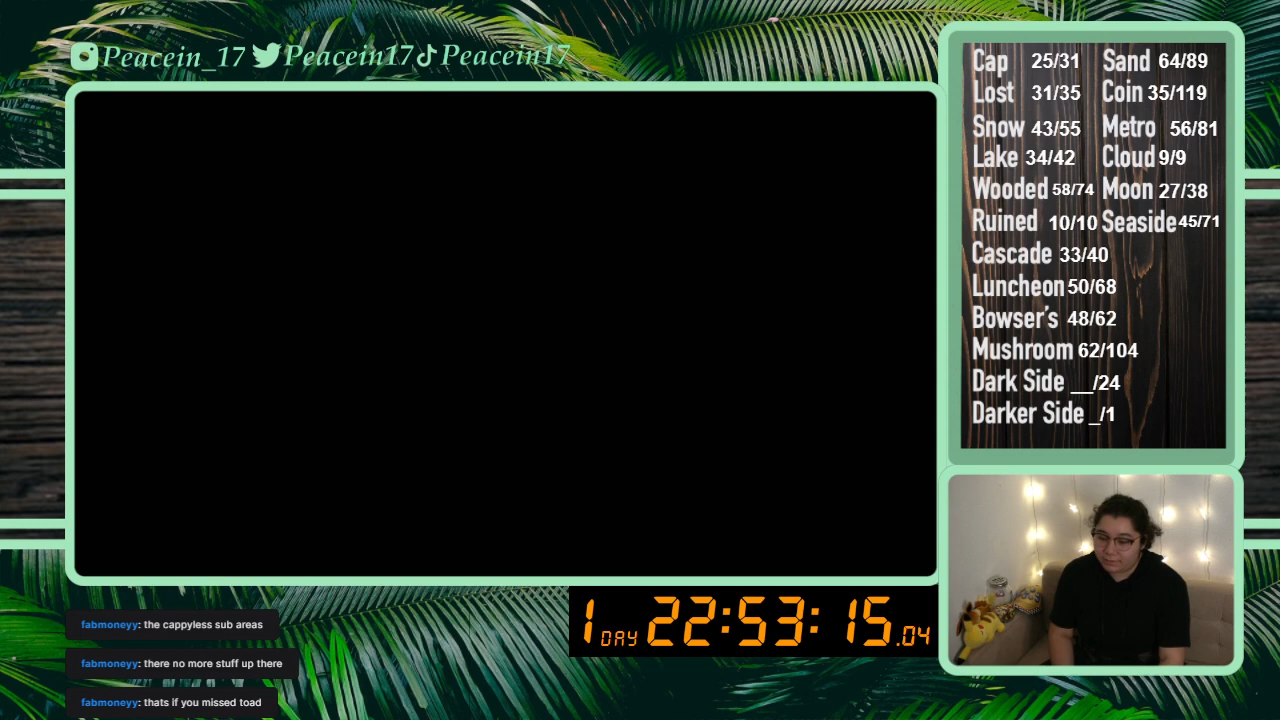 Peacein_17 Peacein17 Peacein17
Cap 25/31 Sand 64/89
Lost 31/35 Coin 35/119
Snow 43/55 Metro 56/81
Lake 34/42 Cloud 9/9
Wooded 58/74 Moon 27/38
Ruined 10/10 Seaside 45/71
Cascade 33/40
Luncheon 50/68
Bowser's 48/62
Mushroom 62/104
Dark Side __/24
Darker Side _/1
1 DAY 22:53:15.04
fabmoneyy: the cappyless sub areas
fabmoneyy: there no more stuff up there
fabmoneyy: thats if you missed toad